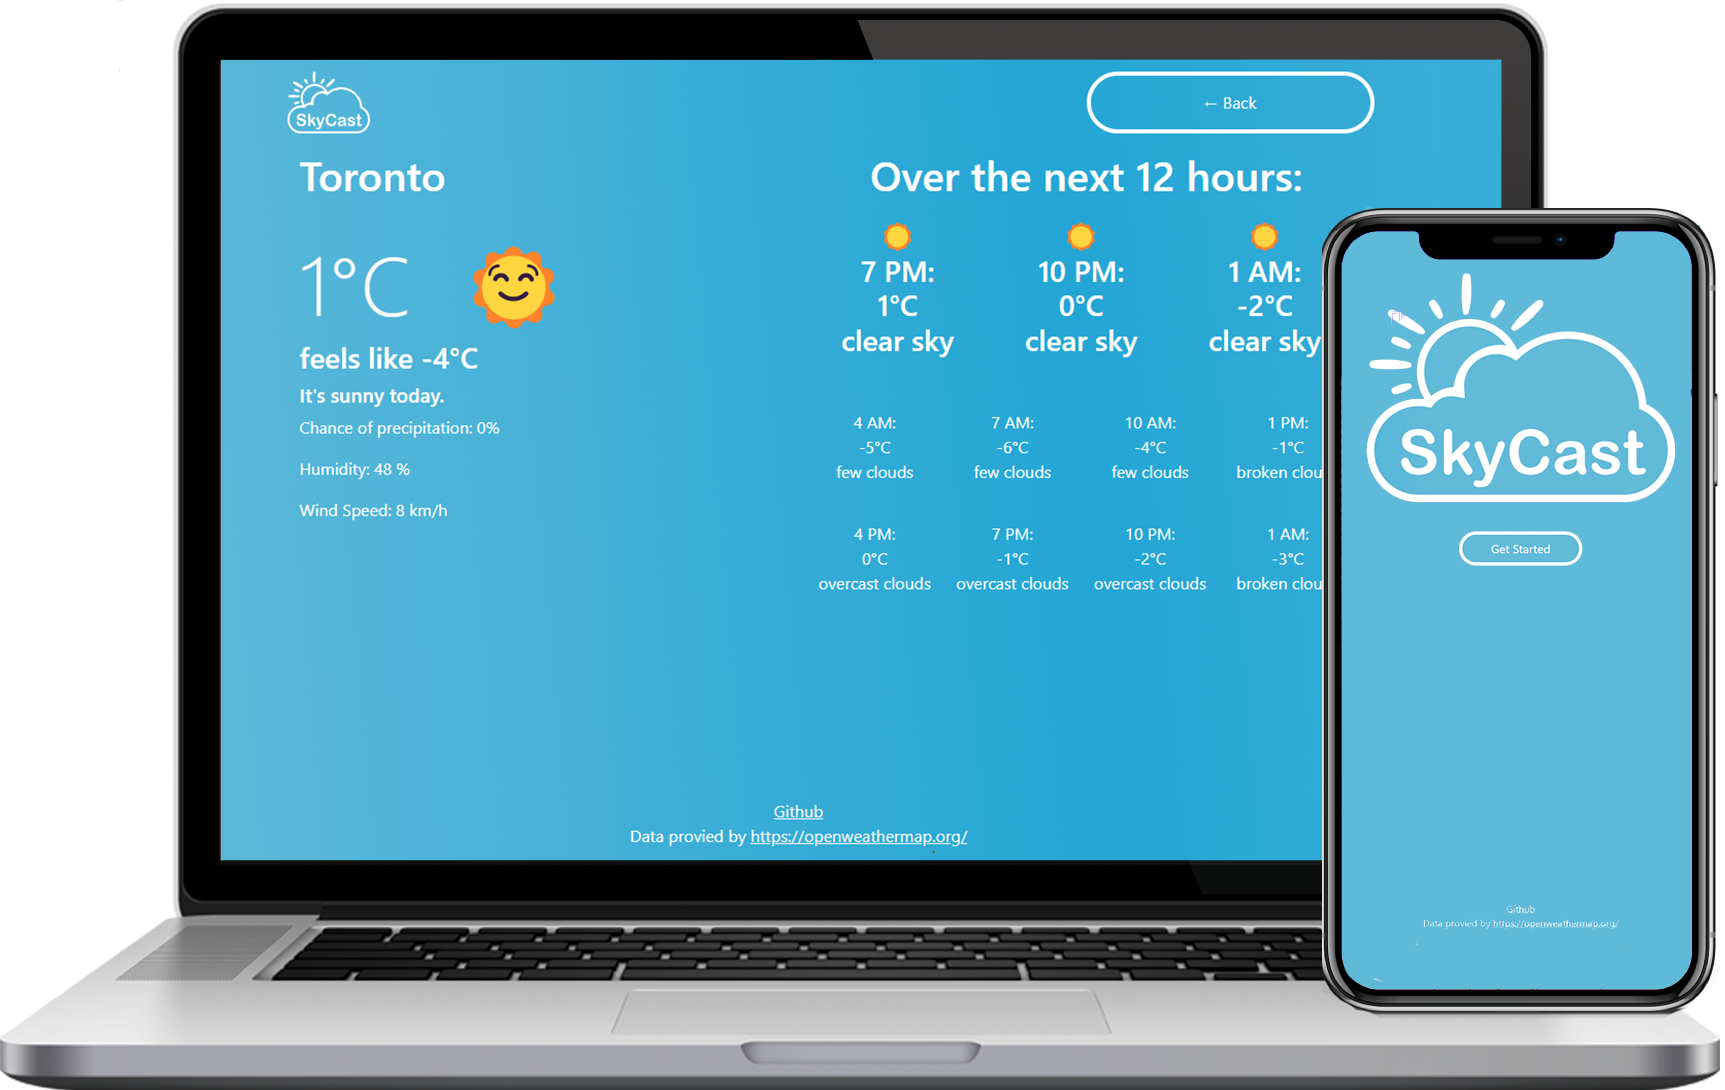 SkyCast
← Back
Toronto
1°C
feels like -4°C
It's sunny today.
Chance of precipitation: 0%
Humidity: 48 %
Wind Speed: 8 km/h
Over the next 12 hours:
7 PM:
1°C
clear sky
10 PM:
0°C
clear sky
1 AM:
-2°C
clear sky
4 AM:
-5°C
few clouds
7 AM:
-6°C
few clouds
10 AM:
-4°C
few clouds
1 PM:
-1°C
broken clou
4 PM:
0°C
overcast clouds
7 PM:
-1°C
overcast clouds
10 PM:
-2°C
overcast clouds
1 AM:
-3°C
broken clou
Github
Data provied by https://openweathermap.org/
SkyCast
Get Started
Github
Data provied by https://openweathermap.org/